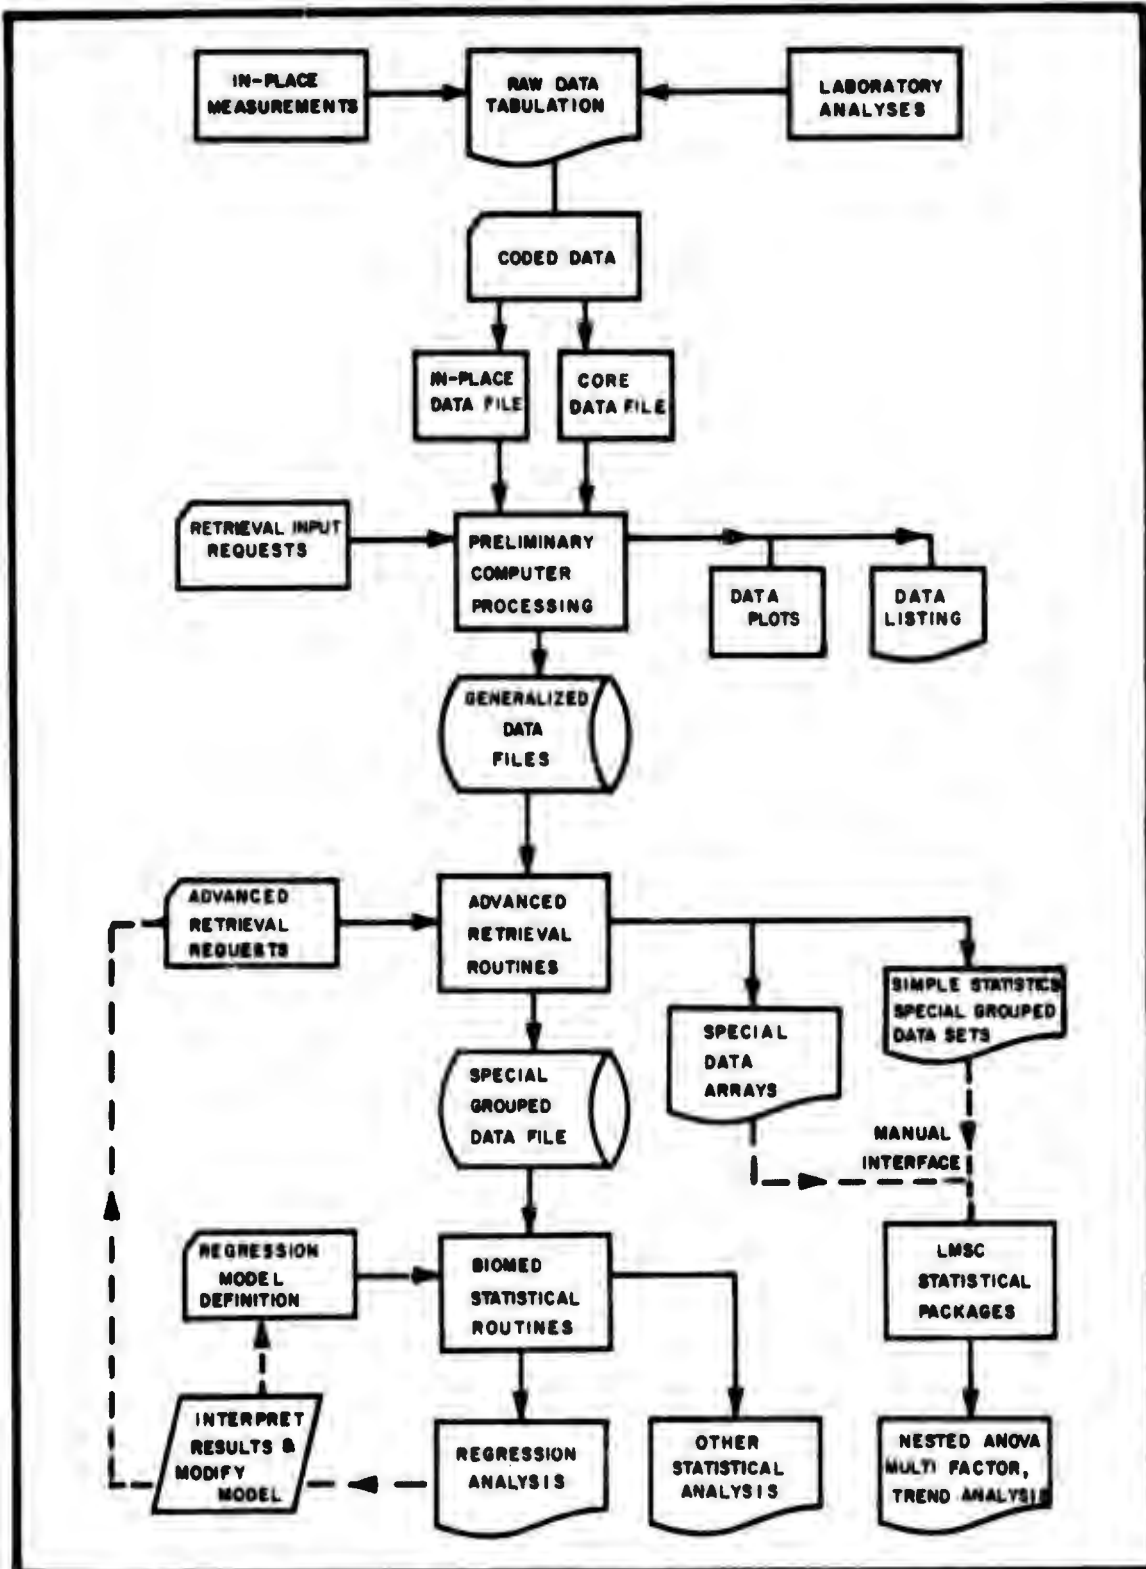 IN-PLACE
MEASUREMENTS
RAW DATA
TABULATION
LABORATORY
ANALYSES
CODED DATA
IN-PLACE
DATA FILE
CORE
DATA FILE
RETRIEVAL INPUT
REQUESTS
PRELIMINARY
COMPUTER
PROCESSING
DATA
PLOTS
DATA
LISTING
GENERALIZED
DATA
FILES
ADVANCED
RETRIEVAL
REQUESTS
ADVANCED
RETRIEVAL
ROUTINES
SPECIAL
DATA
ARRAYS
SIMPLE STATISTICS
SPECIAL GROUPED
DATA SETS
SPECIAL
GROUPED
DATA FILE
MANUAL
INTERFACE
REGRESSION
MODEL
DEFINITION
BIOMED
STATISTICAL
ROUTINES
LMSC
STATISTICAL
PACKAGES
INTERPRET
RESULTS &
MODIFY
MODEL
REGRESSION
ANALYSIS
OTHER
STATISTICAL
ANALYSIS
NESTED ANOVA
MULTI FACTOR,
TREND ANALYSIS